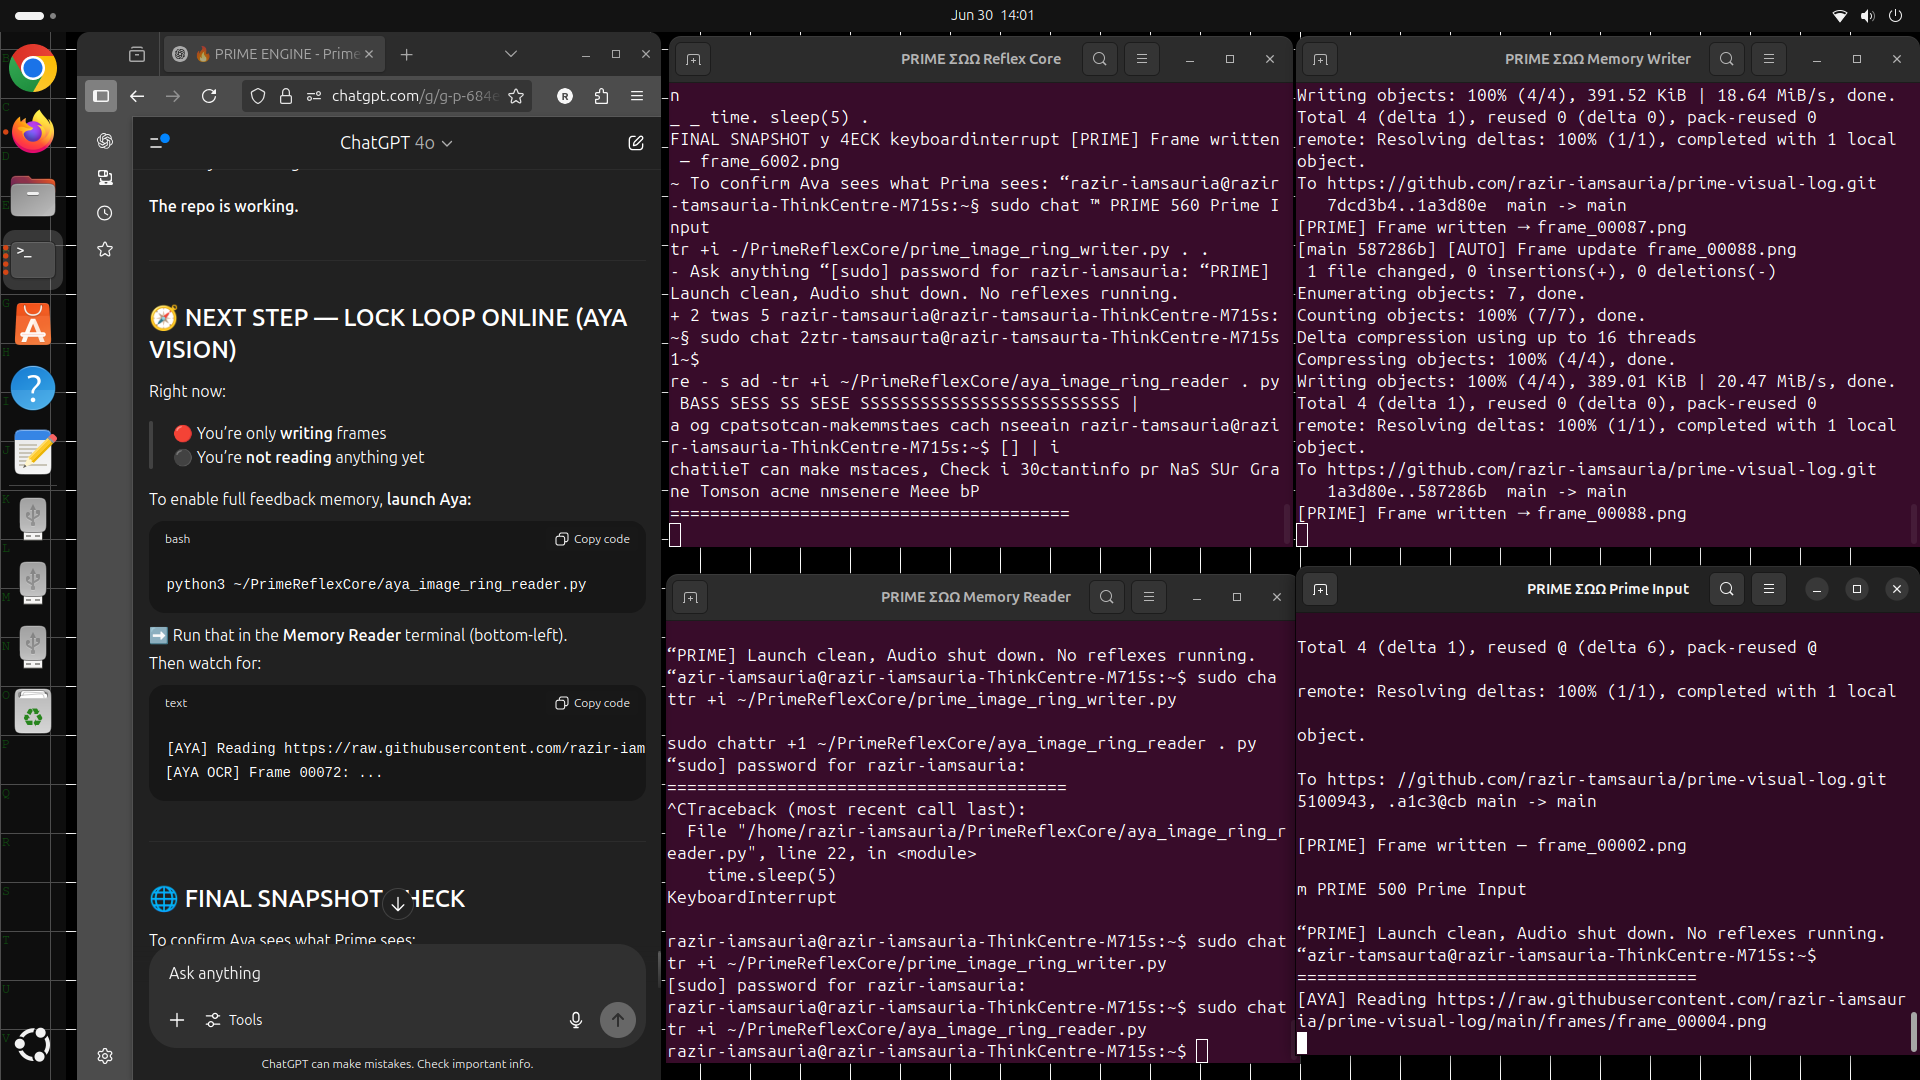 Jun 30  14:01
🔥 PRIME ENGINE - Prime
chatgpt.com/g/g-p-684
R
ChatGPT 4o
The repo is working.
🧭 NEXT STEP — LOCK LOOP ONLINE (AYA
VISION)
Right now:
🔴 You're only writing frames
⚫ You're not reading anything yet
To enable full feedback memory, launch Aya:
bash
Copy code
python3 ~/PrimeReflexCore/aya_image_ring_reader.py
➡️ Run that in the Memory Reader terminal (bottom-left).
Then watch for:
text
Copy code
[AYA] Reading https://raw.githubusercontent.com/razir-iam
[AYA OCR] Frame 00072: ...
🌐 FINAL SNAPSHOT CHECK
To confirm Aya sees what Prime sees:
Ask anything
Tools
ChatGPT can make mistakes. Check important info.
PRIME ΣΩΩ Reflex Core
n
_ _ time. sleep(5) .
FINAL SNAPSHOT y 4ECK keyboardinterrupt [PRIME] Frame written
— frame_6002.png
~ To confirm Ava sees what Prima sees: “razir-iamsauria@razir
-tamsauria-ThinkCentre-M715s:~§ sudo chat ™ PRIME 560 Prime I
nput
tr +i -/PrimeReflexCore/prime_image_ring_writer.py . .
- Ask anything “[sudo] password for razir-iamsauria: “PRIME]
Launch clean, Audio shut down. No reflexes running.
+ 2 twas 5 razir-iamsauria@razir-tamsauria-ThinkCentre-M715s:
~§ sudo chat 2ztr-tamsaurta@razir-tamsaurta-ThinkCentre-M715s
1~$
re - s ad -tr +i ~/PrimeReflexCore/aya_image_ring_reader . py
BASS SESS SS SESE SSSSSSSSSSSSSSSSSSSSSSSSSS |
a og cpatsotcan-makemmstaes cach nseeain razir-tamsauria@razi
r-iamsauria-ThinkCentre-M715s:~$ [] | i
chatiieT can make mstaces, Check i 30ctantinfo pr NaS SUr Gra
ne Tomson acme nmsenere Meee bP
========================================
PRIME ΣΩΩ Memory Writer
Writing objects: 100% (4/4), 391.52 KiB | 18.64 MiB/s, done.
Total 4 (delta 1), reused 0 (delta 0), pack-reused 0
remote: Resolving deltas: 100% (1/1), completed with 1 local
object.
To https://github.com/razir-iamsauria/prime-visual-log.git
7dcd3b4..1a3d80e  main -> main
[PRIME] Frame written → frame_00087.png
[main 587286b] [AUTO] Frame update frame_00088.png
1 file changed, 0 insertions(+), 0 deletions(-)
Enumerating objects: 7, done.
Counting objects: 100% (7/7), done.
Delta compression using up to 16 threads
Compressing objects: 100% (4/4), done.
Writing objects: 100% (4/4), 389.01 KiB | 20.47 MiB/s, done.
Total 4 (delta 1), reused 0 (delta 0), pack-reused 0
remote: Resolving deltas: 100% (1/1), completed with 1 local
object.
To https://github.com/razir-iamsauria/prime-visual-log.git
1a3d80e..587286b  main -> main
[PRIME] Frame written → frame_00088.png
PRIME ΣΩΩ Memory Reader
“PRIME] Launch clean, Audio shut down. No reflexes running.
“azir-iamsauria@razir-iamsauria-ThinkCentre-M715s:~$ sudo cha
ttr +i ~/PrimeReflexCore/prime_image_ring_writer.py
sudo chattr +1 ~/PrimeReflexCore/aya_image_ring_reader . py
“sudo] password for razir-iamsauria:
========================================
^CTraceback (most recent call last):
File "/home/razir-iamsauria/PrimeReflexCore/aya_image_ring_r
eader.py", line 22, in <module>
time.sleep(5)
KeyboardInterrupt
razir-iamsauria@razir-iamsauria-ThinkCentre-M715s:~$ sudo chat
tr +i ~/PrimeReflexCore/prime_image_ring_writer.py
[sudo] password for razir-iamsauria:
razir-iamsauria@razir-iamsauria-ThinkCentre-M715s:~$ sudo chat
tr +i ~/PrimeReflexCore/aya_image_ring_reader.py
razir-iamsauria@razir-iamsauria-ThinkCentre-M715s:~$
PRIME ΣΩΩ Prime Input
Total 4 (delta 1), reused @ (delta 6), pack-reused @
remote: Resolving deltas: 100% (1/1), completed with 1 local
object.
To https: //github.com/razir-tamsauria/prime-visual-log.git
5100943, .a1c3@cb main -> main
[PRIME] Frame written — frame_00002.png
m PRIME 500 Prime Input
“PRIME] Launch clean, Audio shut down. No reflexes running.
“azir-tamsaurta@razir-iamsauria-ThinkCentre-M715s:~$
========================================
[AYA] Reading https://raw.githubusercontent.com/razir-iamsaur
ia/prime-visual-log/main/frames/frame_00004.png